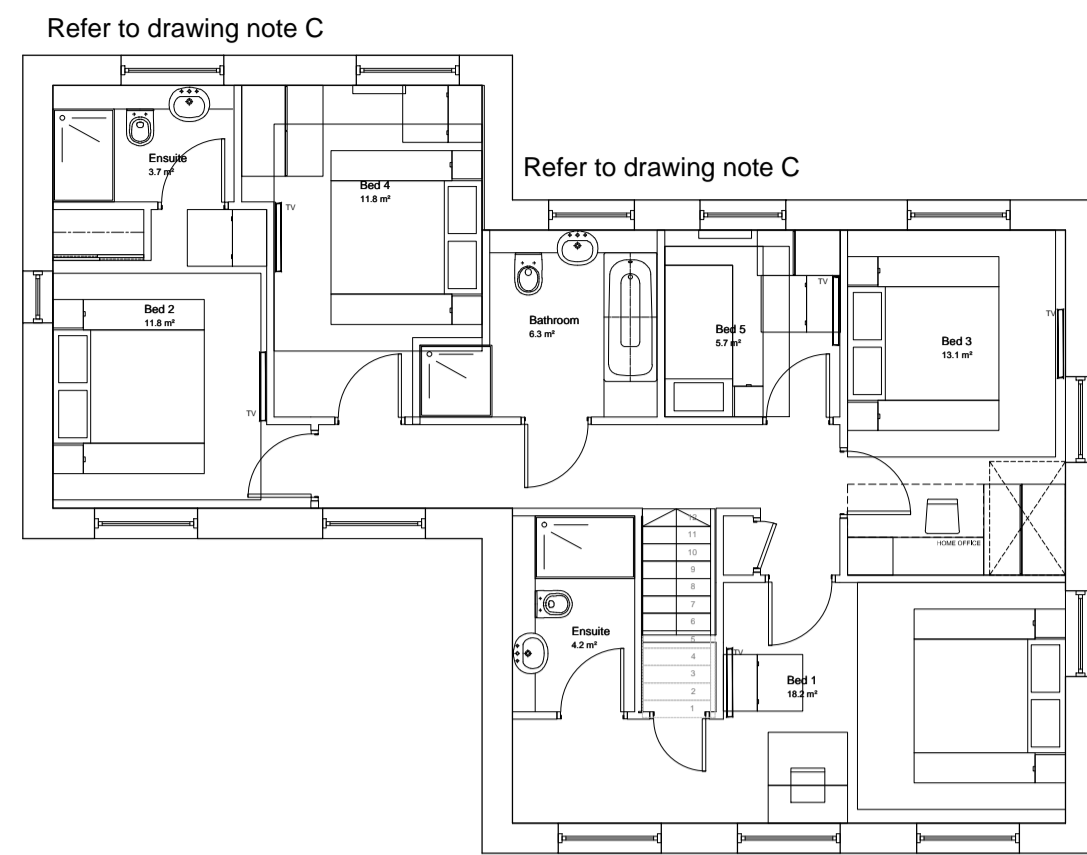 Refer to drawing note C
Ensuite
3.7 m²
Bed 4
11.8 m²
TV
Refer to drawing note C
Bed 2
11.8 m²
TV
Bathroom
6.3 m²
Bed 5
5.7 m²
TV
Bed 3
13.1 m²
TV
HOME OFFICE
12
11
10
9
8
7
6
5
4
3
2
1
Ensuite
4.2 m²
TV
Bed 1
18.2 m²